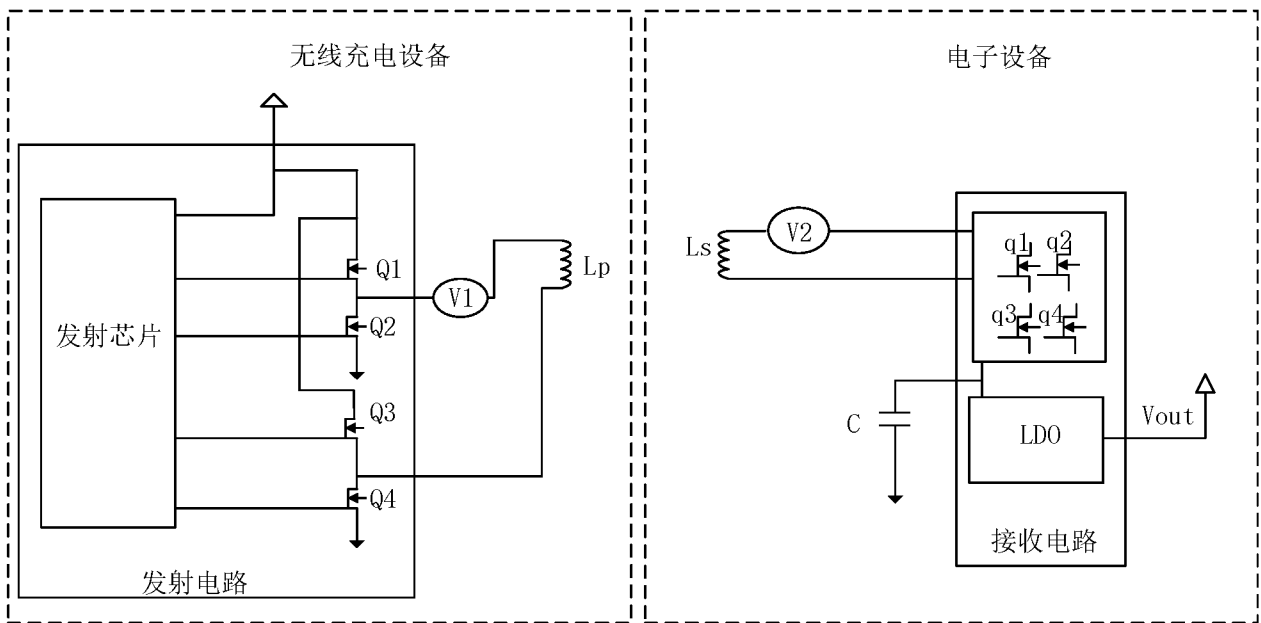 无线充电设备
发射芯片
Q1
Q2
Q3
Q4
V1
Lp
发射电路
电子设备
Ls
V2
q1
q2
q3
q4
C
LDO
Vout
接收电路